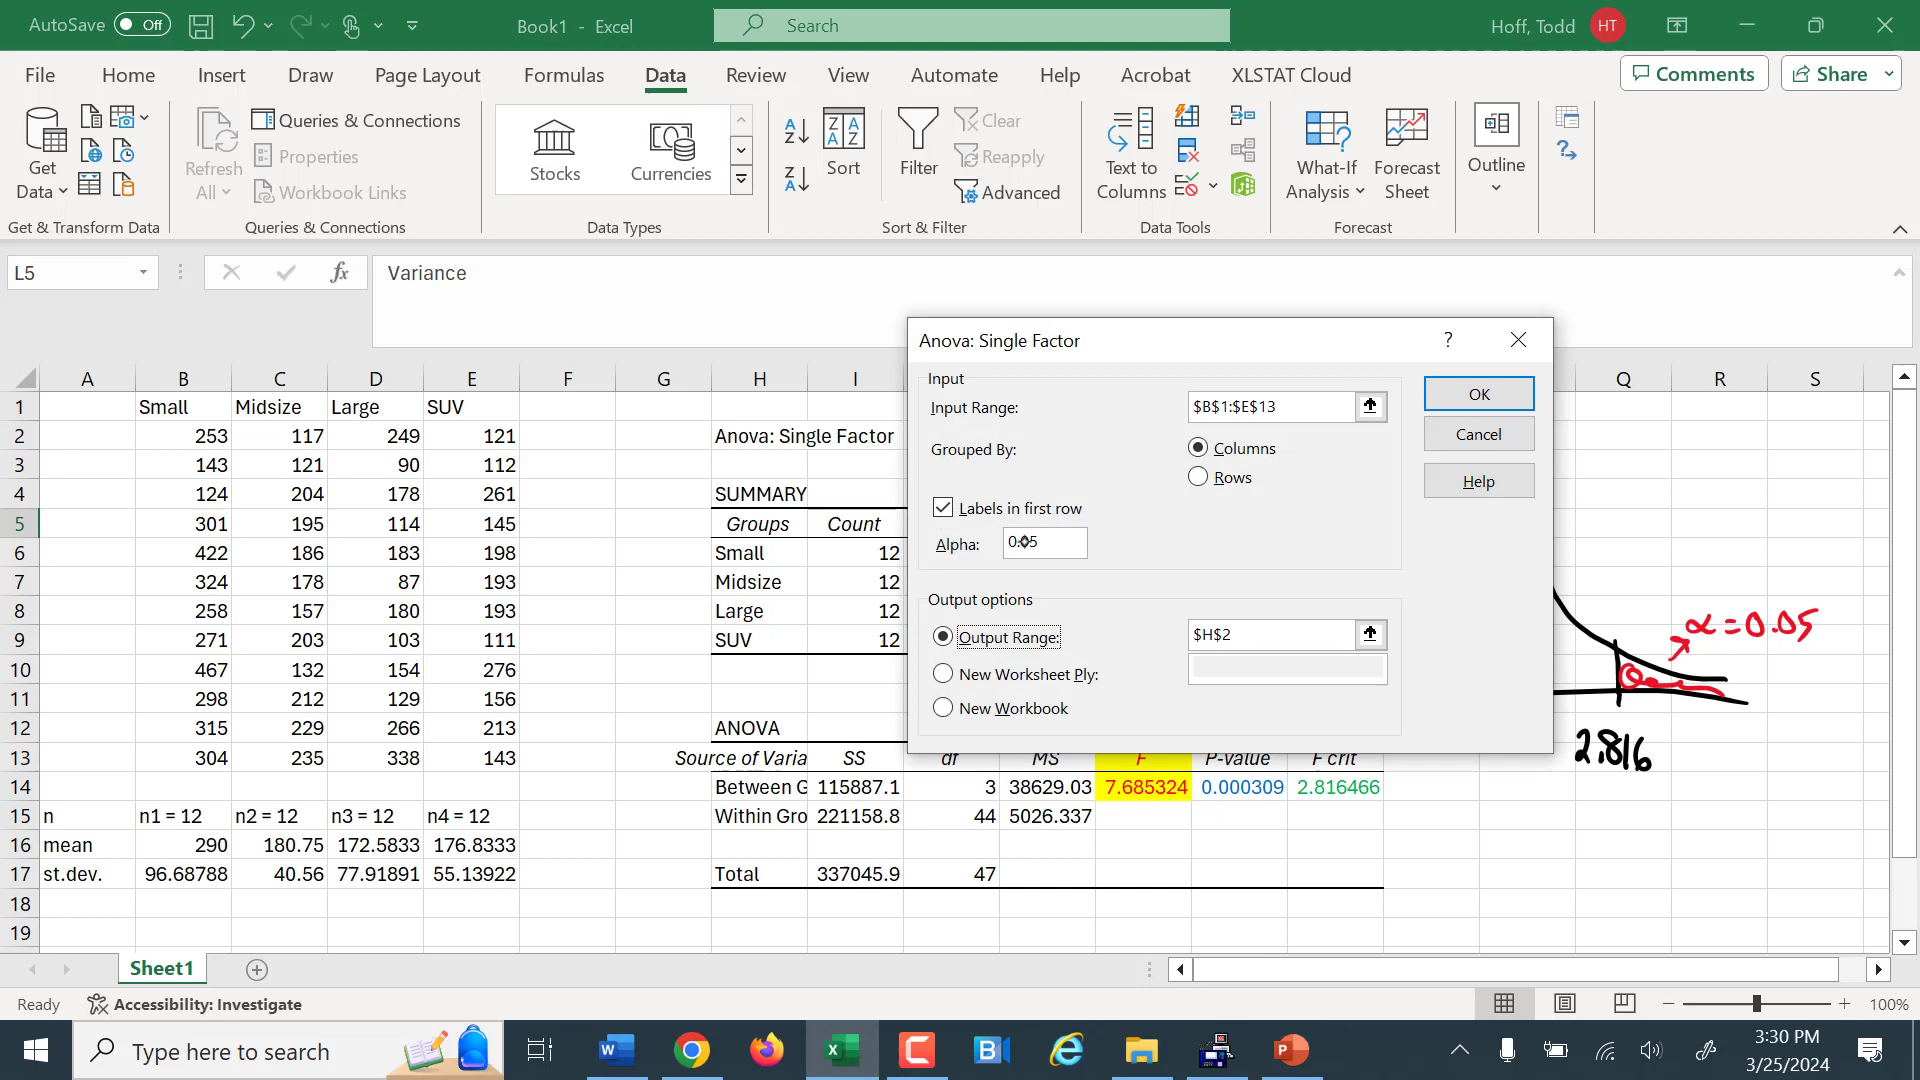 AutoSave Off Book1 - Excel Search Hoff, Todd HT
File Home Insert Draw Page Layout Formulas Data Review View Automate Help Acrobat XLSTAT Cloud Comments Share
Get Data
Refresh All
Queries & Connections
Properties
Workbook Links
Stocks Currencies
Sort
Filter
Clear
Reapply
Advanced
Text to Columns
What-If Analysis
Forecast Sheet
Outline
Get & Transform Data Queries & Connections Data Types Sort & Filter Data Tools Forecast
L5 fx Variance
A B C D E F G H I Q R S
1 Small Midsize Large SUV
2 253 117 249 121 Anova: Single Factor
3 143 121 90 112
4 124 204 178 261 SUMMARY
5 301 195 114 145 Groups Count
6 422 186 183 198 Small 12
7 324 178 87 193 Midsize 12
8 258 157 180 193 Large 12
9 271 203 103 111 SUV 12
10 467 132 154 276
11 298 212 129 156
12 315 229 266 213 ANOVA
13 304 235 338 143 Source of Varia SS df MS F P-value F crit
14 Between G 115887.1 3 38629.03 7.685324 0.000309 2.816466
15 n n1 = 12 n2 = 12 n3 = 12 n4 = 12 Within Gro 221158.8 44 5026.337
16 mean 290 180.75 172.5833 176.8333
17 st.dev. 96.68788 40.56 77.91891 55.13922 Total 337045.9 47
18
19
Anova: Single Factor ?
Input
Input Range: $B$1:$E$13
Grouped By: Columns
Rows
Labels in first row
Alpha: 0.05
Output options
Output Range: $H$2
New Worksheet Ply:
New Workbook
OK
Cancel
Help
α = 0.05
2.816
Sheet1
Ready Accessibility: Investigate 100%
Type here to search
3:30 PM
3/25/2024